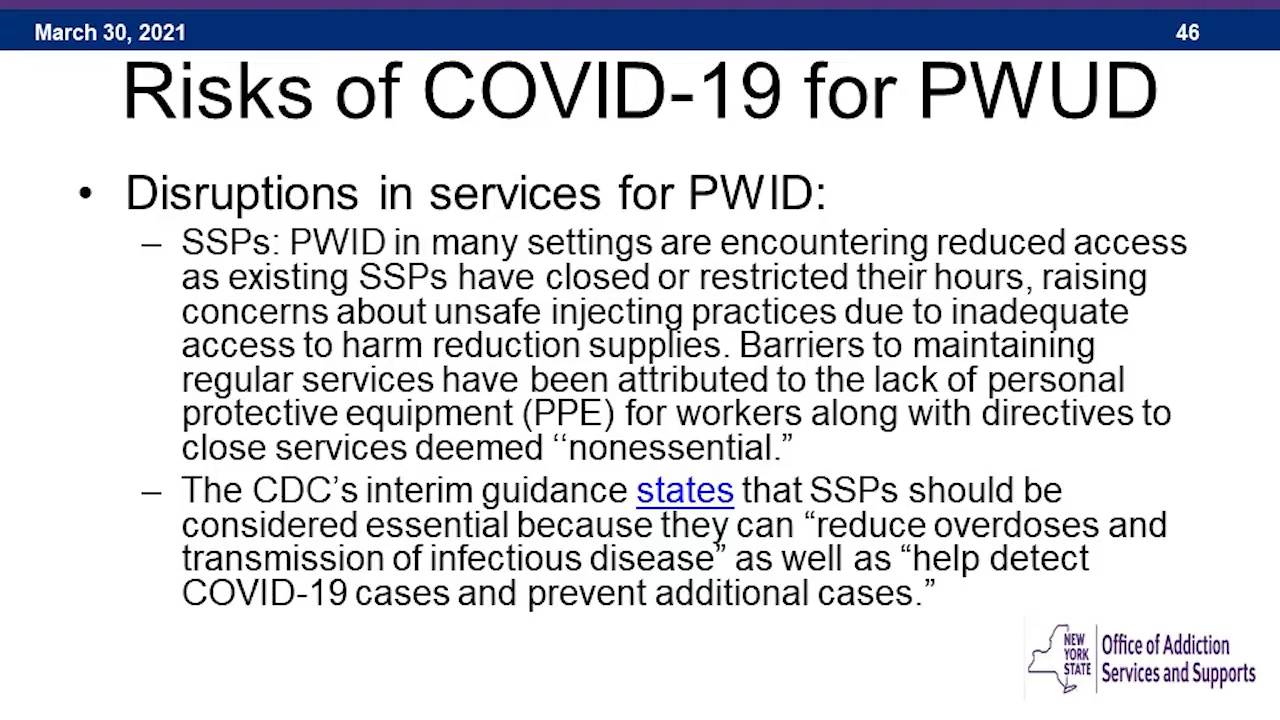 March 30, 2021
46
Risks of COVID-19 for PWUD
• Disruptions in services for PWID:
– SSPs: PWID in many settings are encountering reduced access
as existing SSPs have closed or restricted their hours, raising
concerns about unsafe injecting practices due to inadequate
access to harm reduction supplies. Barriers to maintaining
regular services have been attributed to the lack of personal
protective equipment (PPE) for workers along with directives to
close services deemed ‘‘nonessential.”
– The CDC’s interim guidance states that SSPs should be
considered essential because they can “reduce overdoses and
transmission of infectious disease” as well as “help detect
COVID-19 cases and prevent additional cases.”
NEW
YORK
STATE
Office of Addiction
Services and Supports